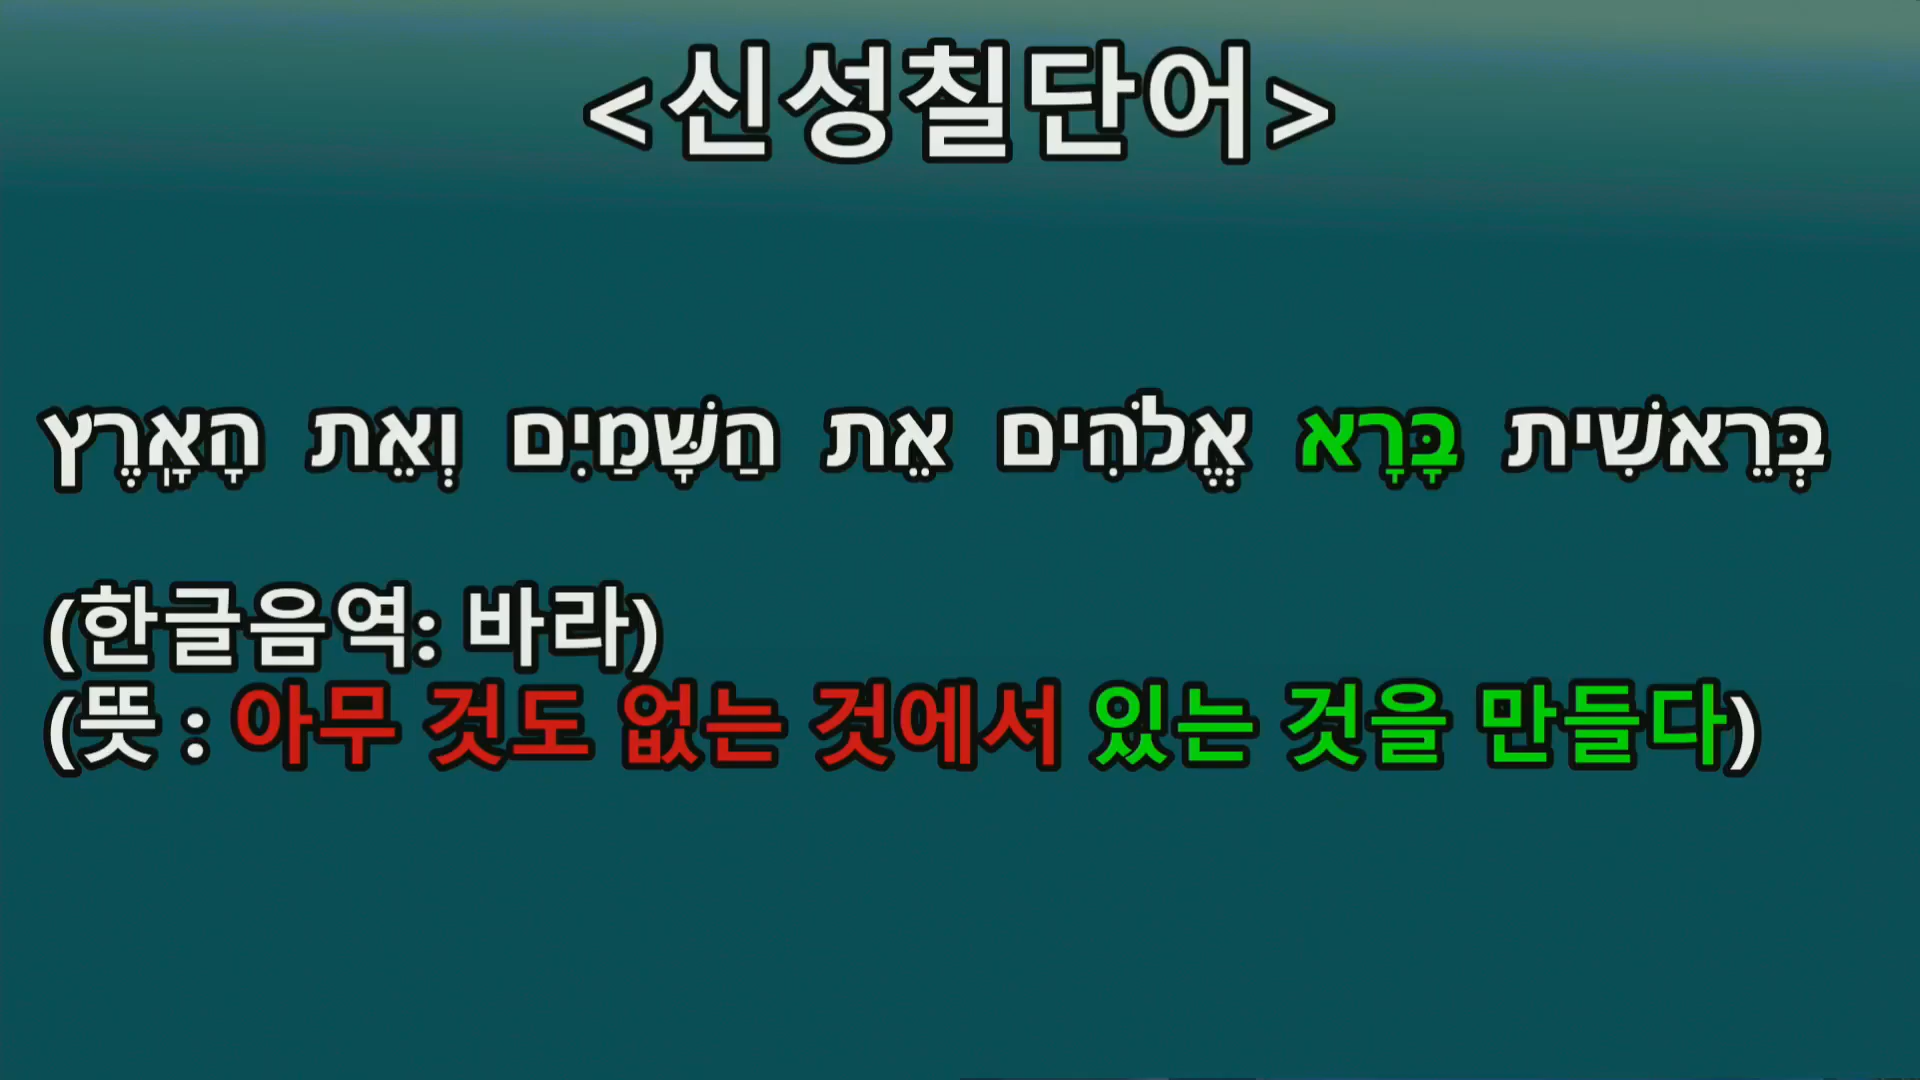 <신성칠단어>
בְּרֵאשִׁית בָּרָא אֱלֹהִים אֵת הַשָּׁמַיִם וְאֵת הָאָֽרֶץ
(한글음역: 바라)
(뜻 : 아무 것도 없는 것에서 있는 것을 만들다)